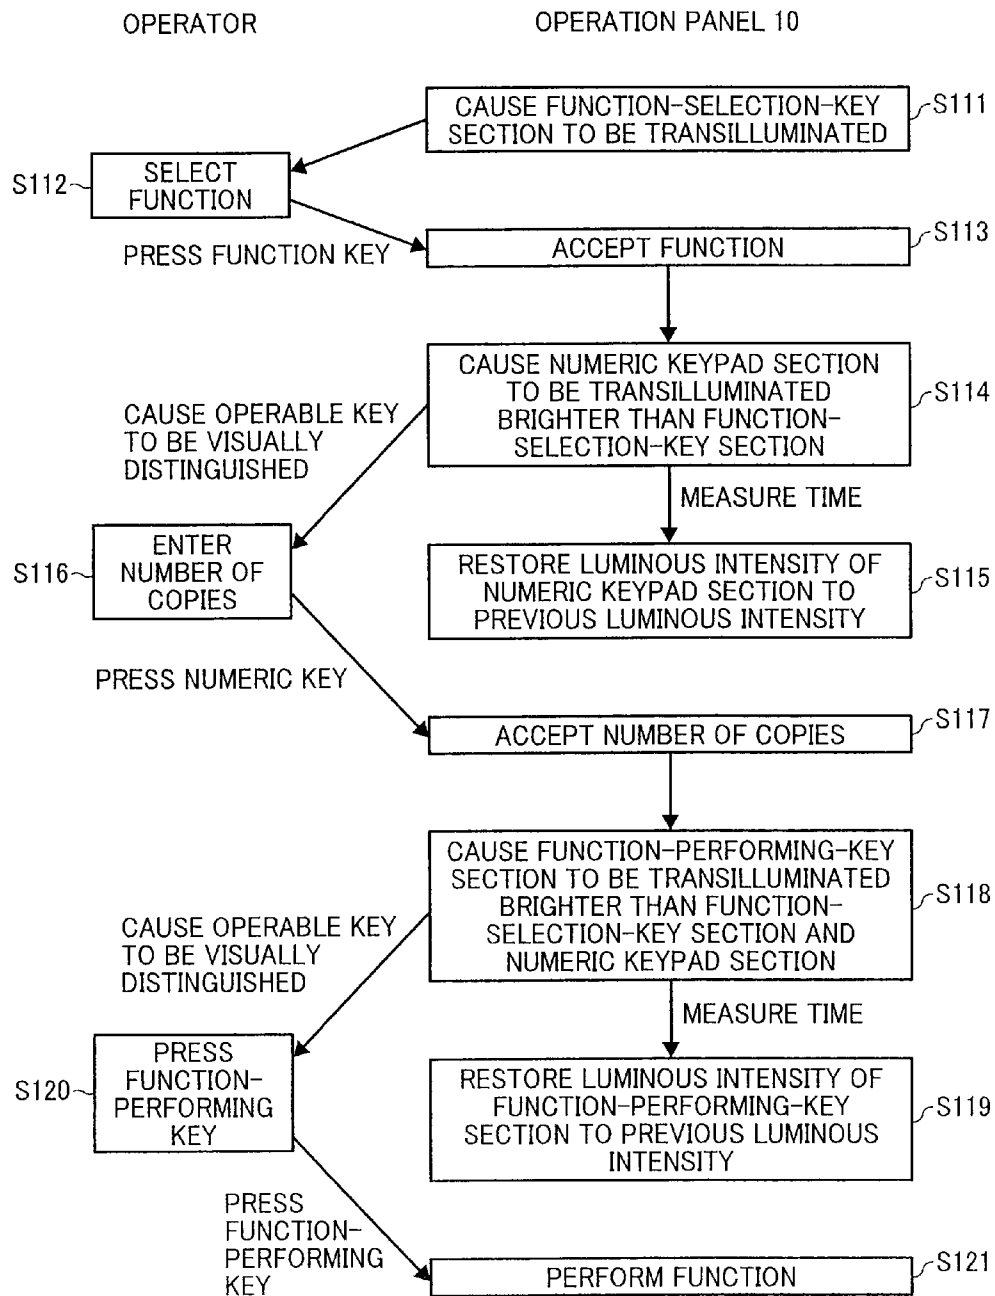 OPERATOR
OPERATION PANEL 10
CAUSE FUNCTION-SELECTION-KEY
SECTION TO BE TRANSILLUMINATED
S111
S112
SELECT
FUNCTION
PRESS FUNCTION KEY
ACCEPT FUNCTION
S113
CAUSE NUMERIC KEYPAD SECTION
TO BE TRANSILLUMINATED
BRIGHTER THAN FUNCTION-
SELECTION-KEY SECTION
S114
CAUSE OPERABLE KEY
TO BE VISUALLY
DISTINGUISHED
MEASURE TIME
S116
ENTER
NUMBER OF
COPIES
RESTORE LUMINOUS INTENSITY OF
NUMERIC KEYPAD SECTION TO
PREVIOUS LUMINOUS INTENSITY
S115
PRESS NUMERIC KEY
ACCEPT NUMBER OF COPIES
S117
CAUSE FUNCTION-PERFORMING-KEY
SECTION TO BE TRANSILLUMINATED
BRIGHTER THAN FUNCTION-
SELECTION-KEY SECTION AND
NUMERIC KEYPAD SECTION
S118
CAUSE OPERABLE KEY
TO BE VISUALLY
DISTINGUISHED
MEASURE TIME
S120
PRESS
FUNCTION-
PERFORMING
KEY
RESTORE LUMINOUS INTENSITY OF
FUNCTION-PERFORMING-KEY
SECTION TO PREVIOUS LUMINOUS
INTENSITY
S119
PRESS
FUNCTION-
PERFORMING
KEY
PERFORM FUNCTION
S121